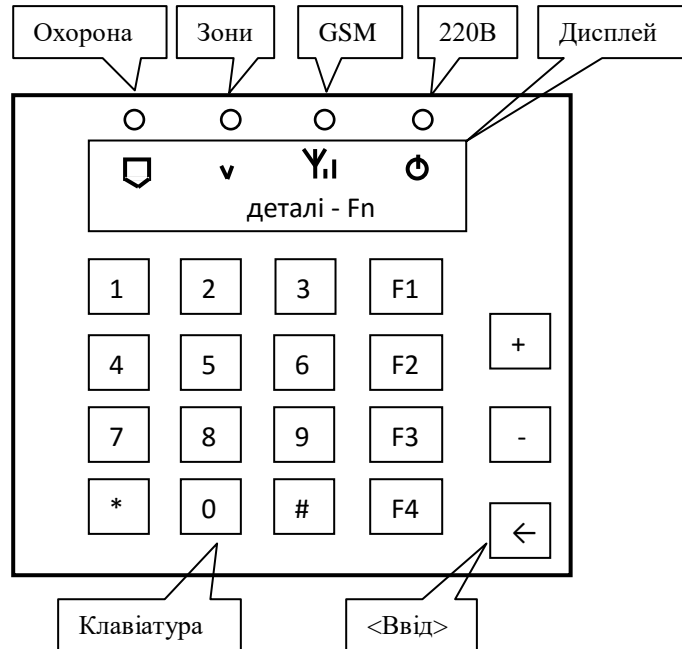 Охорона Зони GSM 220В Дисплей
v
деталі - Fn
1 2 3 F1
+
4 5 6 F2
7 8 9 F3 -
* 0 # F4
←
Клавіатура <Ввід>